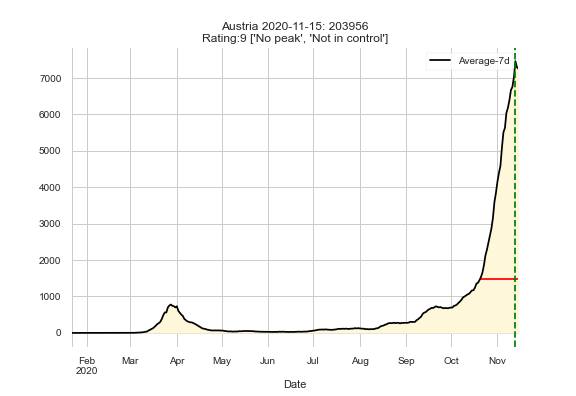 Austria 2020-11-15: 203956
Rating:9 ['No peak', 'Not in control']
Average-7d
7000
6000
5000
4000
3000
2000
1000
0
Feb Mar Apr May Jun Jul Aug Sep Oct Nov
2020
Date